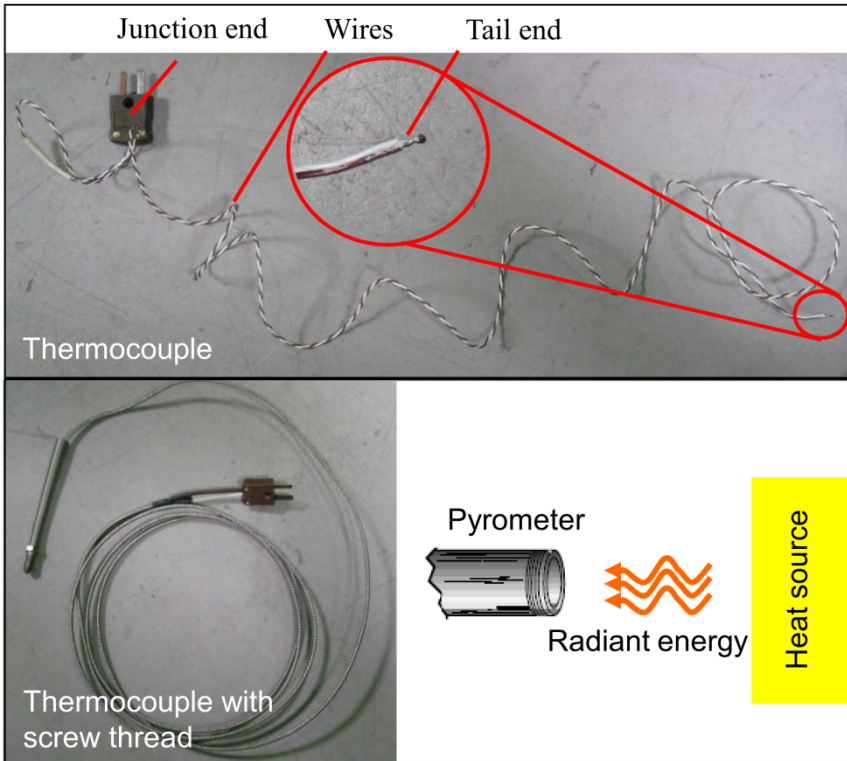 Junction end
Wires
Tail end
Thermocouple
Thermocouple with
screw thread
Pyrometer
Radiant energy
Heat source